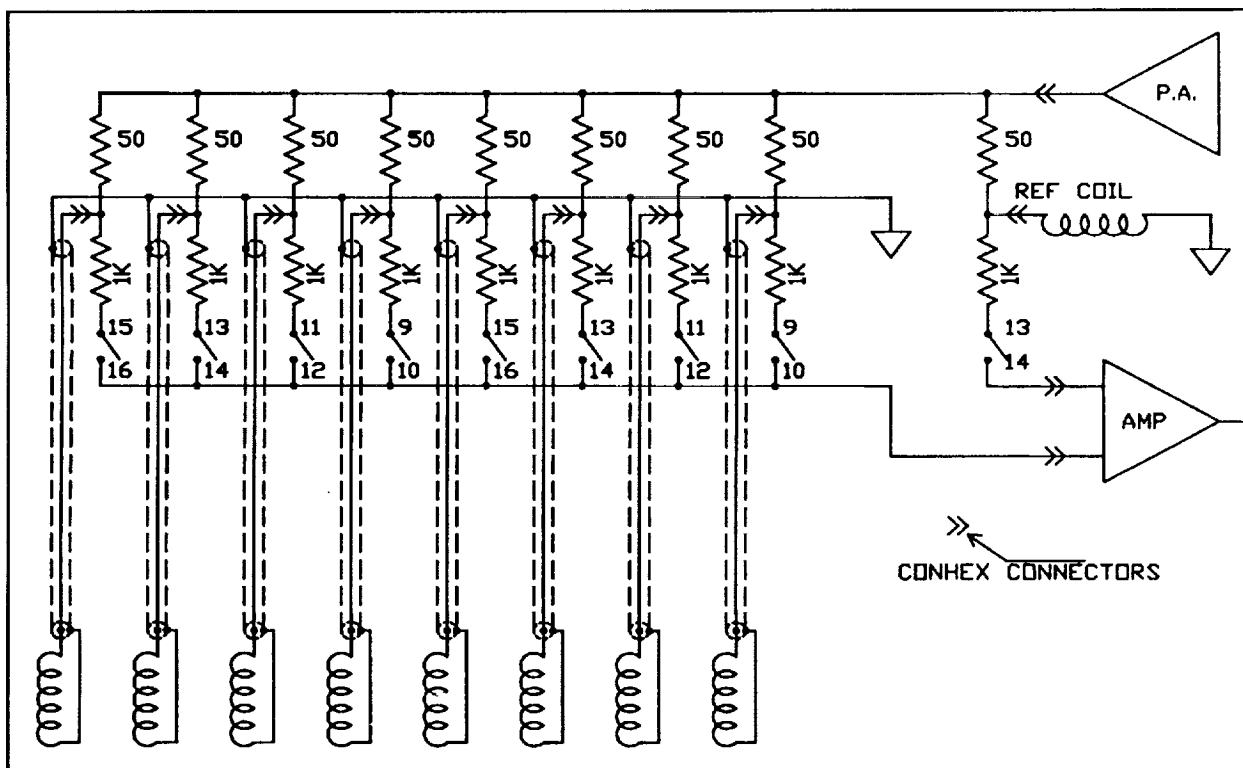 P.A.
50 50 50 50 50 50 50 50 50
REF COIL
1K 1K 1K 1K 1K 1K 1K 1K 1K
15 13 11 9 15 13 11 9 13
16 14 12 10 16 14 12 10 14
AMP
CONHEX CONNECTORS